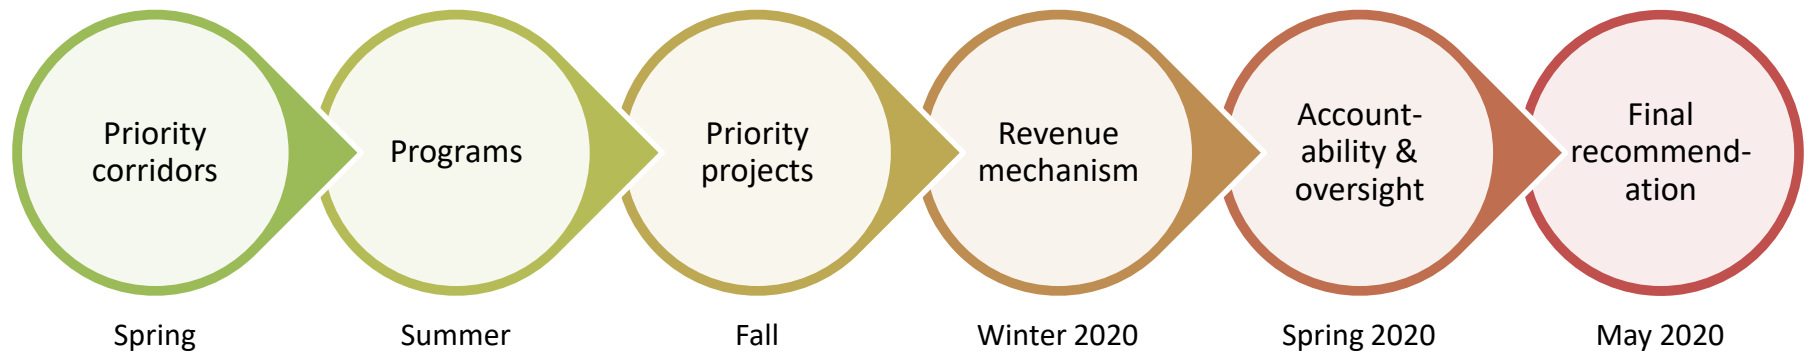 Priority
corridors
Programs
Priority
projects
Revenue
mechanism
Account-
ability &
oversight
Final
recommend-
ation
Spring
Summer
Fall
Winter 2020
Spring 2020
May 2020